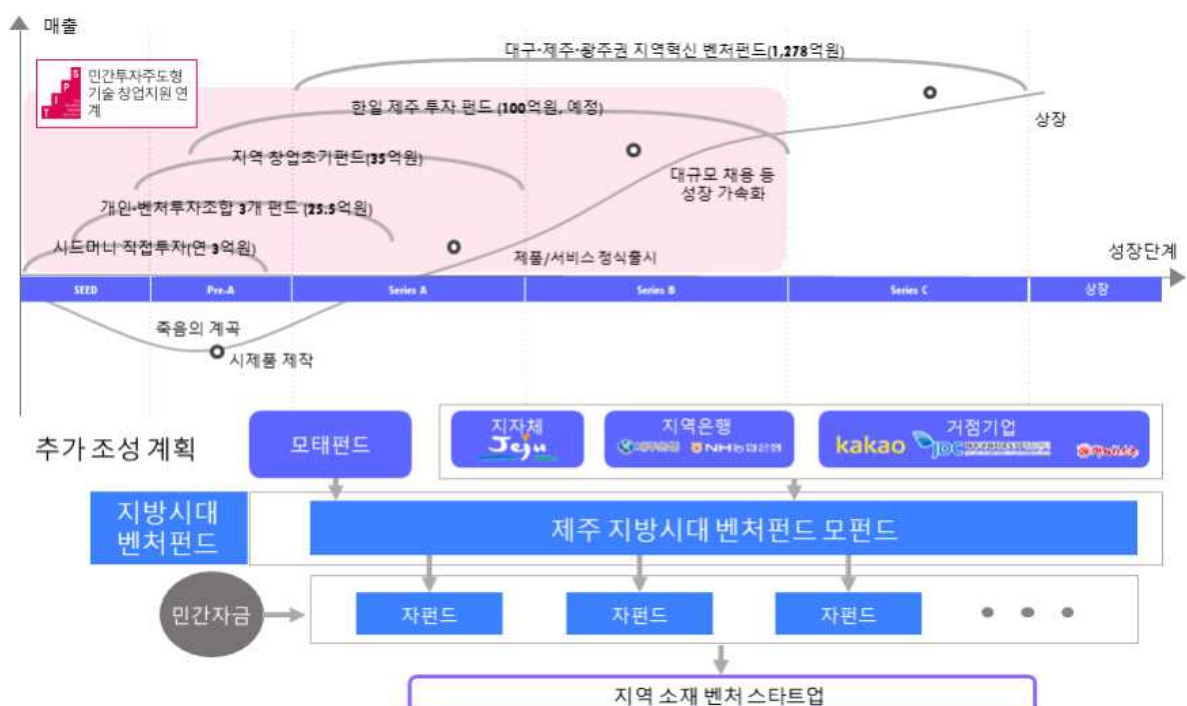 매출
대구·제주·광주권 지역혁신 벤처펀드(1,278억원)
TIPS
민간투자주도형
기술 창업지원 연
계
한일 제주 투자 펀드 (100억원, 예정)
상장
지역 창업초기펀드(35억원)
대규모 채용 등
성장 가속화
개인·벤처투자조합 3개 펀드 (25.5억원)
시드머니 직접투자(연 3억원)
제품/서비스 정식출시
성장단계
SEED
Pre-A
Series A
Series B
Series C
상장
죽음의 계곡
시제품 제작
추가 조성 계획
모태펀드
지자체
Jeju
지역은행
제주은행
NH농협은행
거점기업
kakao
JDC
지방시대
벤처펀드
제주 지방시대 벤처펀드 모펀드
민간자금
자펀드
자펀드
자펀드
지역 소재 벤처 스타트업